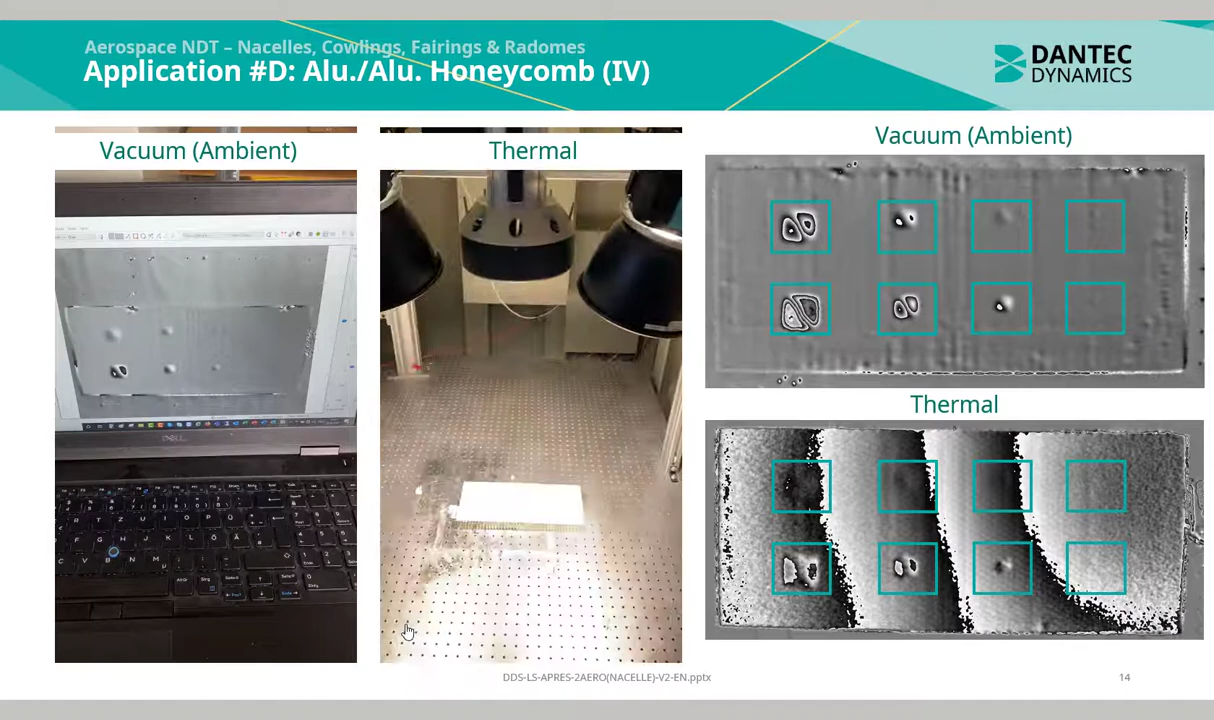 Aerospace NDT – Nacelles, Cowlings, Fairings & Radomes
Application #D: Alu./Alu. Honeycomb (IV)
DANTEC
DYNAMICS
Vacuum (Ambient)
Thermal
Vacuum (Ambient)
Thermal
DELL
DDS-LS-APRES-2AERO(NACELLE)-V2-EN.pptx
14